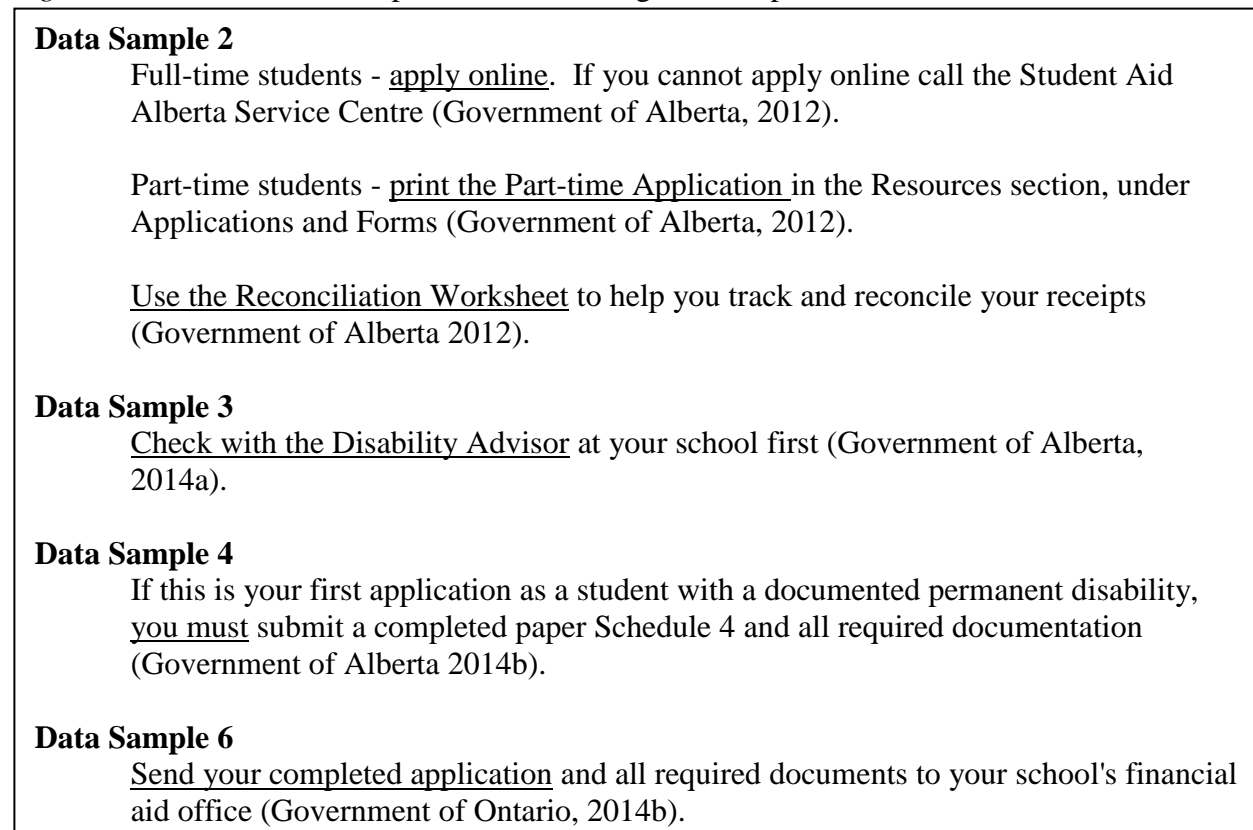 Data Sample 2
Full-time students - apply online.  If you cannot apply online call the Student Aid
Alberta Service Centre (Government of Alberta, 2012).
Part-time students - print the Part-time Application in the Resources section, under
Applications and Forms (Government of Alberta, 2012).
Use the Reconciliation Worksheet to help you track and reconcile your receipts
(Government of Alberta 2012).
Data Sample 3
Check with the Disability Advisor at your school first (Government of Alberta,
2014a).
Data Sample 4
If this is your first application as a student with a documented permanent disability,
you must submit a completed paper Schedule 4 and all required documentation
(Government of Alberta 2014b).
Data Sample 6
Send your completed application and all required documents to your school's financial
aid office (Government of Ontario, 2014b).